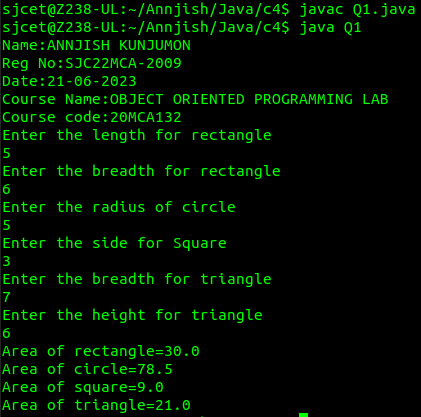 sjcet@Z238-UL:~/Annjish/Java/c4$ javac Q1.java
sjcet@Z238-UL:~/Annjish/Java/c4$ java Q1
Name:ANNJISH KUNJUMON
Reg No:SJC22MCA-2009
Date:21-06-2023
Course Name:OBJECT ORIENTED PROGRAMMING LAB
Course code:20MCA132
Enter the length for rectangle
5
Enter the breadth for rectangle
6
Enter the radius of circle
5
Enter the side for Square
3
Enter the breadth for triangle
7
Enter the height for triangle
6
Area of rectangle=30.0
Area of circle=78.5
Area of square=9.0
Area of triangle=21.0